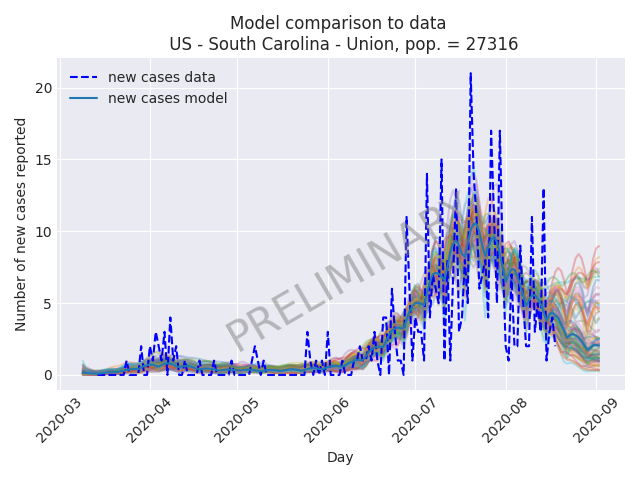 Model comparison to data
US - South Carolina - Union, pop. = 27316
new cases data
new cases model
PRELIMINARY
Number of new cases reported
20
15
10
5
0
2020-03
2020-04
2020-05
2020-06
2020-07
2020-08
2020-09
Day